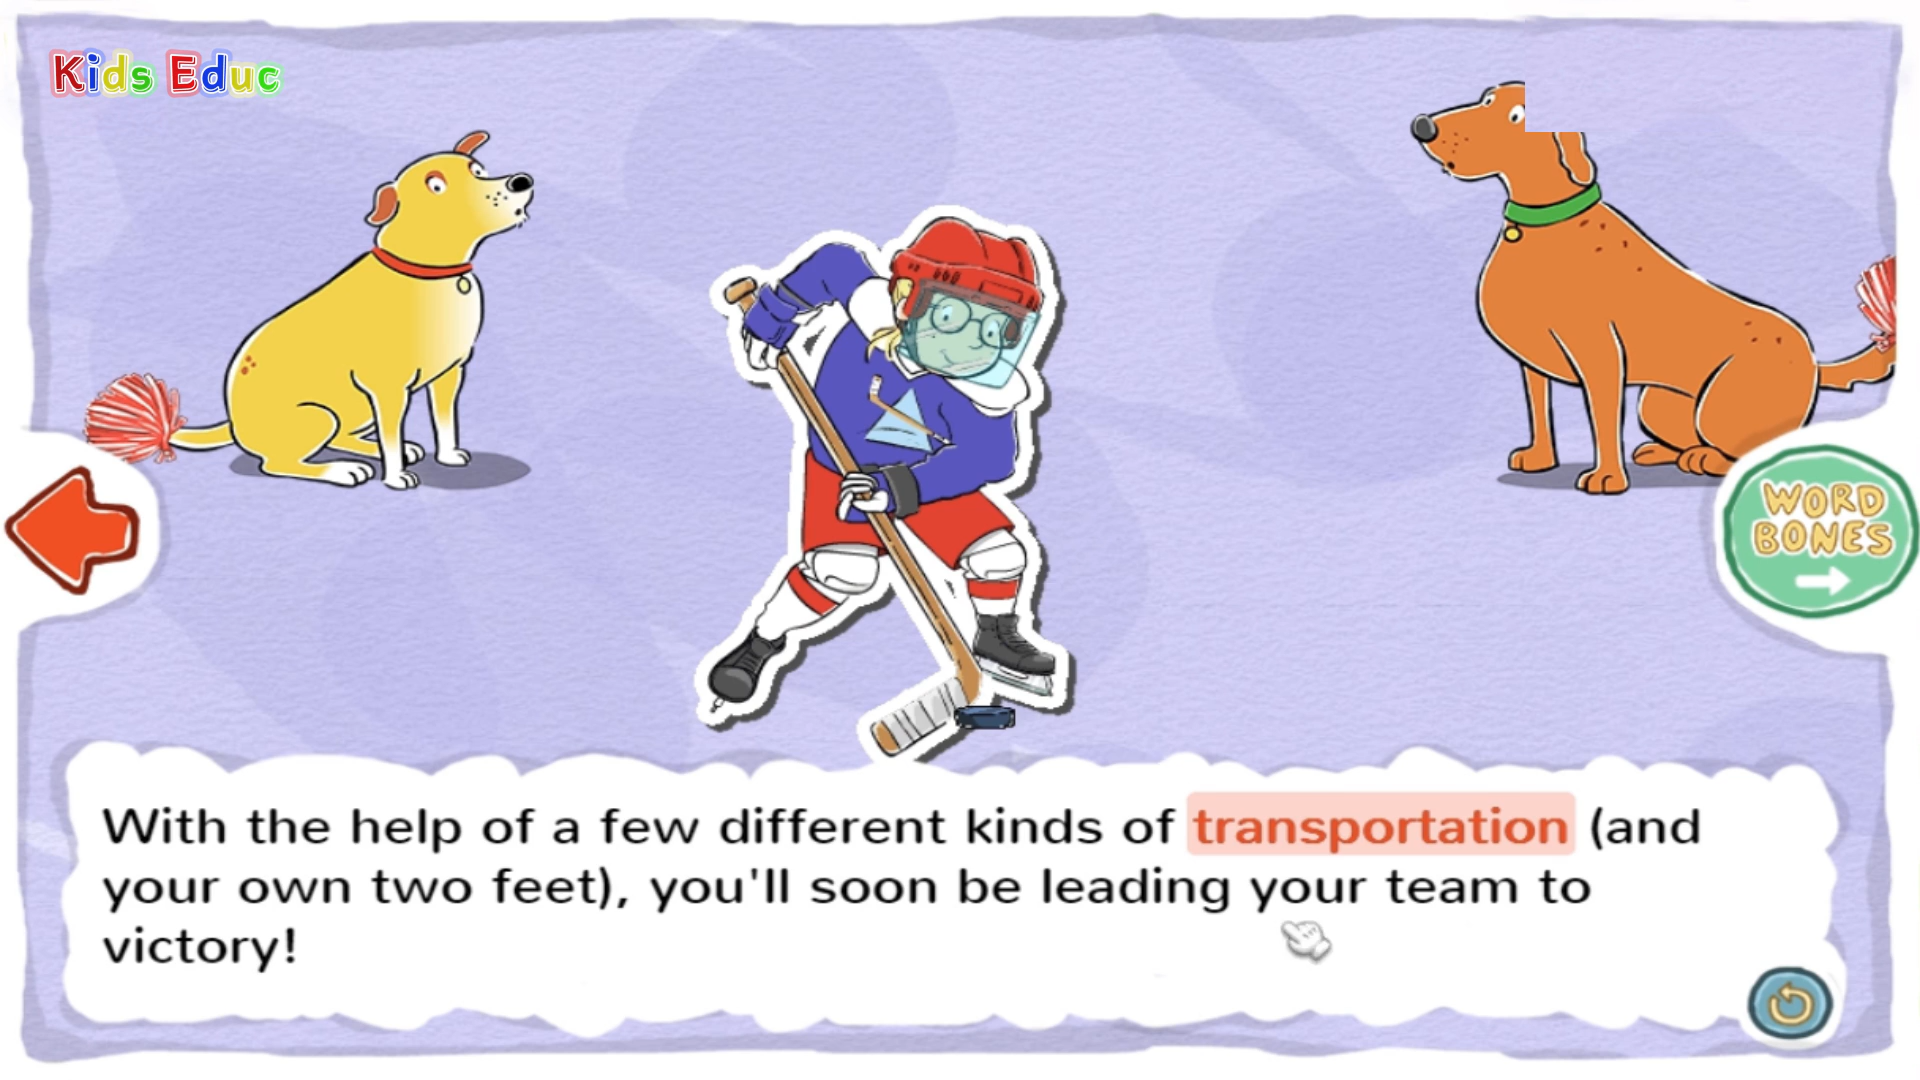 Kids Educ
WORD
BONES
With the help of a few different kinds of transportation (and
your own two feet), you'll soon be leading your team to
victory!